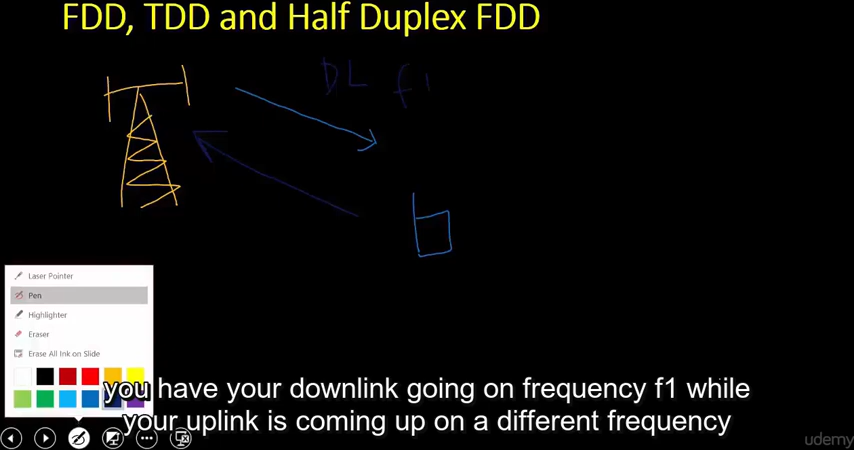 FDD, TDD and Half Duplex FDD
DL f1
Laser Pointer
Pen
Highlighter
Eraser
Erase All Ink on Slide
you have your downlink going on frequency f1 while
your uplink is coming up on a different frequency
udemy